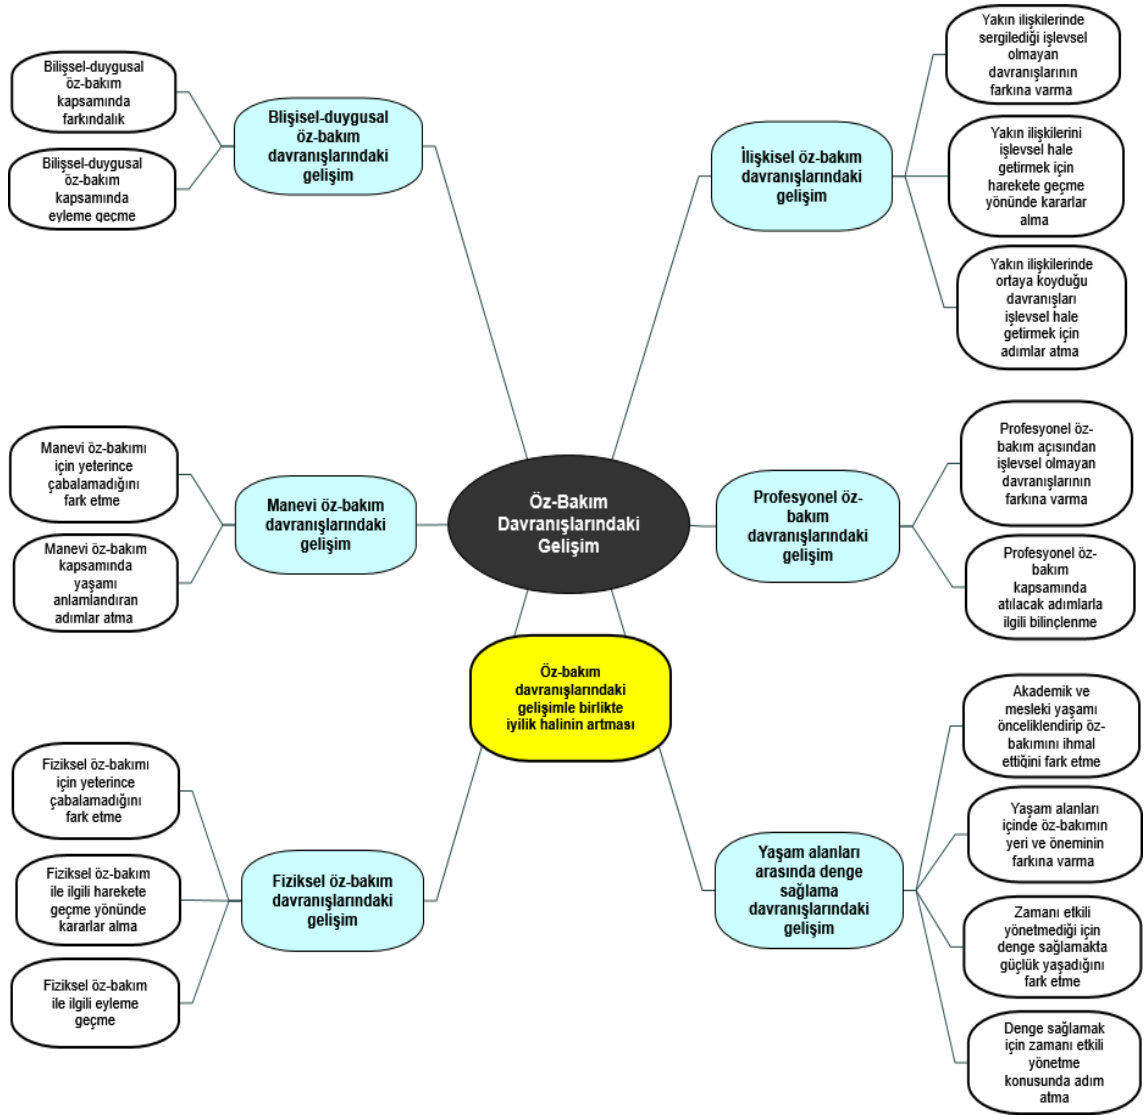 Bilişsel-duygusal
öz-bakım
kapsamında
farkındalık
Bilişsel-duygusal
öz-bakım
kapsamında
eyleme geçme
Blişisel-duygusal
öz-bakım
davranışlarındaki
gelişim
İlişkisel öz-bakım
davranışlarındaki
gelişim
Yakın ilişkilerinde
sergilediği işlevsel
olmayan
davranışlarının
farkına varma
Yakın ilişkilerini
işlevsel hale
getirmek için
harekete geçme
yönünde kararlar
alma
Yakın ilişkilerinde
ortaya koyduğu
davranışları
işlevsel hale
getirmek için
adımlar atma
Manevi öz-bakımı
için yeterince
çabalamadığını
fark etme
Manevi öz-bakım
kapsamında
yaşamı
anlamlandıran
adımlar atma
Manevi öz-bakım
davranışlarındaki
gelişim
Öz-Bakım
Davranışlarındaki
Gelişim
Profesyonel öz-
bakım
davranışlarındaki
gelişim
Profesyonel öz-
bakım açısından
işlevsel olmayan
davranışlarının
farkına varma
Profesyonel öz-
bakım
kapsamında
atılacak adımlarla
ilgili bilinçlenme
Öz-bakım
davranışlarındaki
gelişimle birlikte
iyilik halinin artması
Fiziksel öz-bakımı
için yeterince
çabalamadığını
fark etme
Fiziksel öz-bakım
ile ilgili harekete
geçme yönünde
kararlar alma
Fiziksel öz-bakım
ile ilgili eyleme
geçme
Fiziksel öz-bakım
davranışlarındaki
gelişim
Yaşam alanları
arasında denge
sağlama
davranışlarındaki
gelişim
Akademik ve
mesleki yaşamı
önceliklendirip öz-
bakımını ihmal
ettiğini fark etme
Yaşam alanları
içinde öz-bakımın
yeri ve öneminin
farkına varma
Zamanı etkili
yönetmediği için
denge sağlamakta
güçlük yaşadığını
fark etme
Denge sağlamak
için zamanı etkili
yönetme
konusunda adım
atma